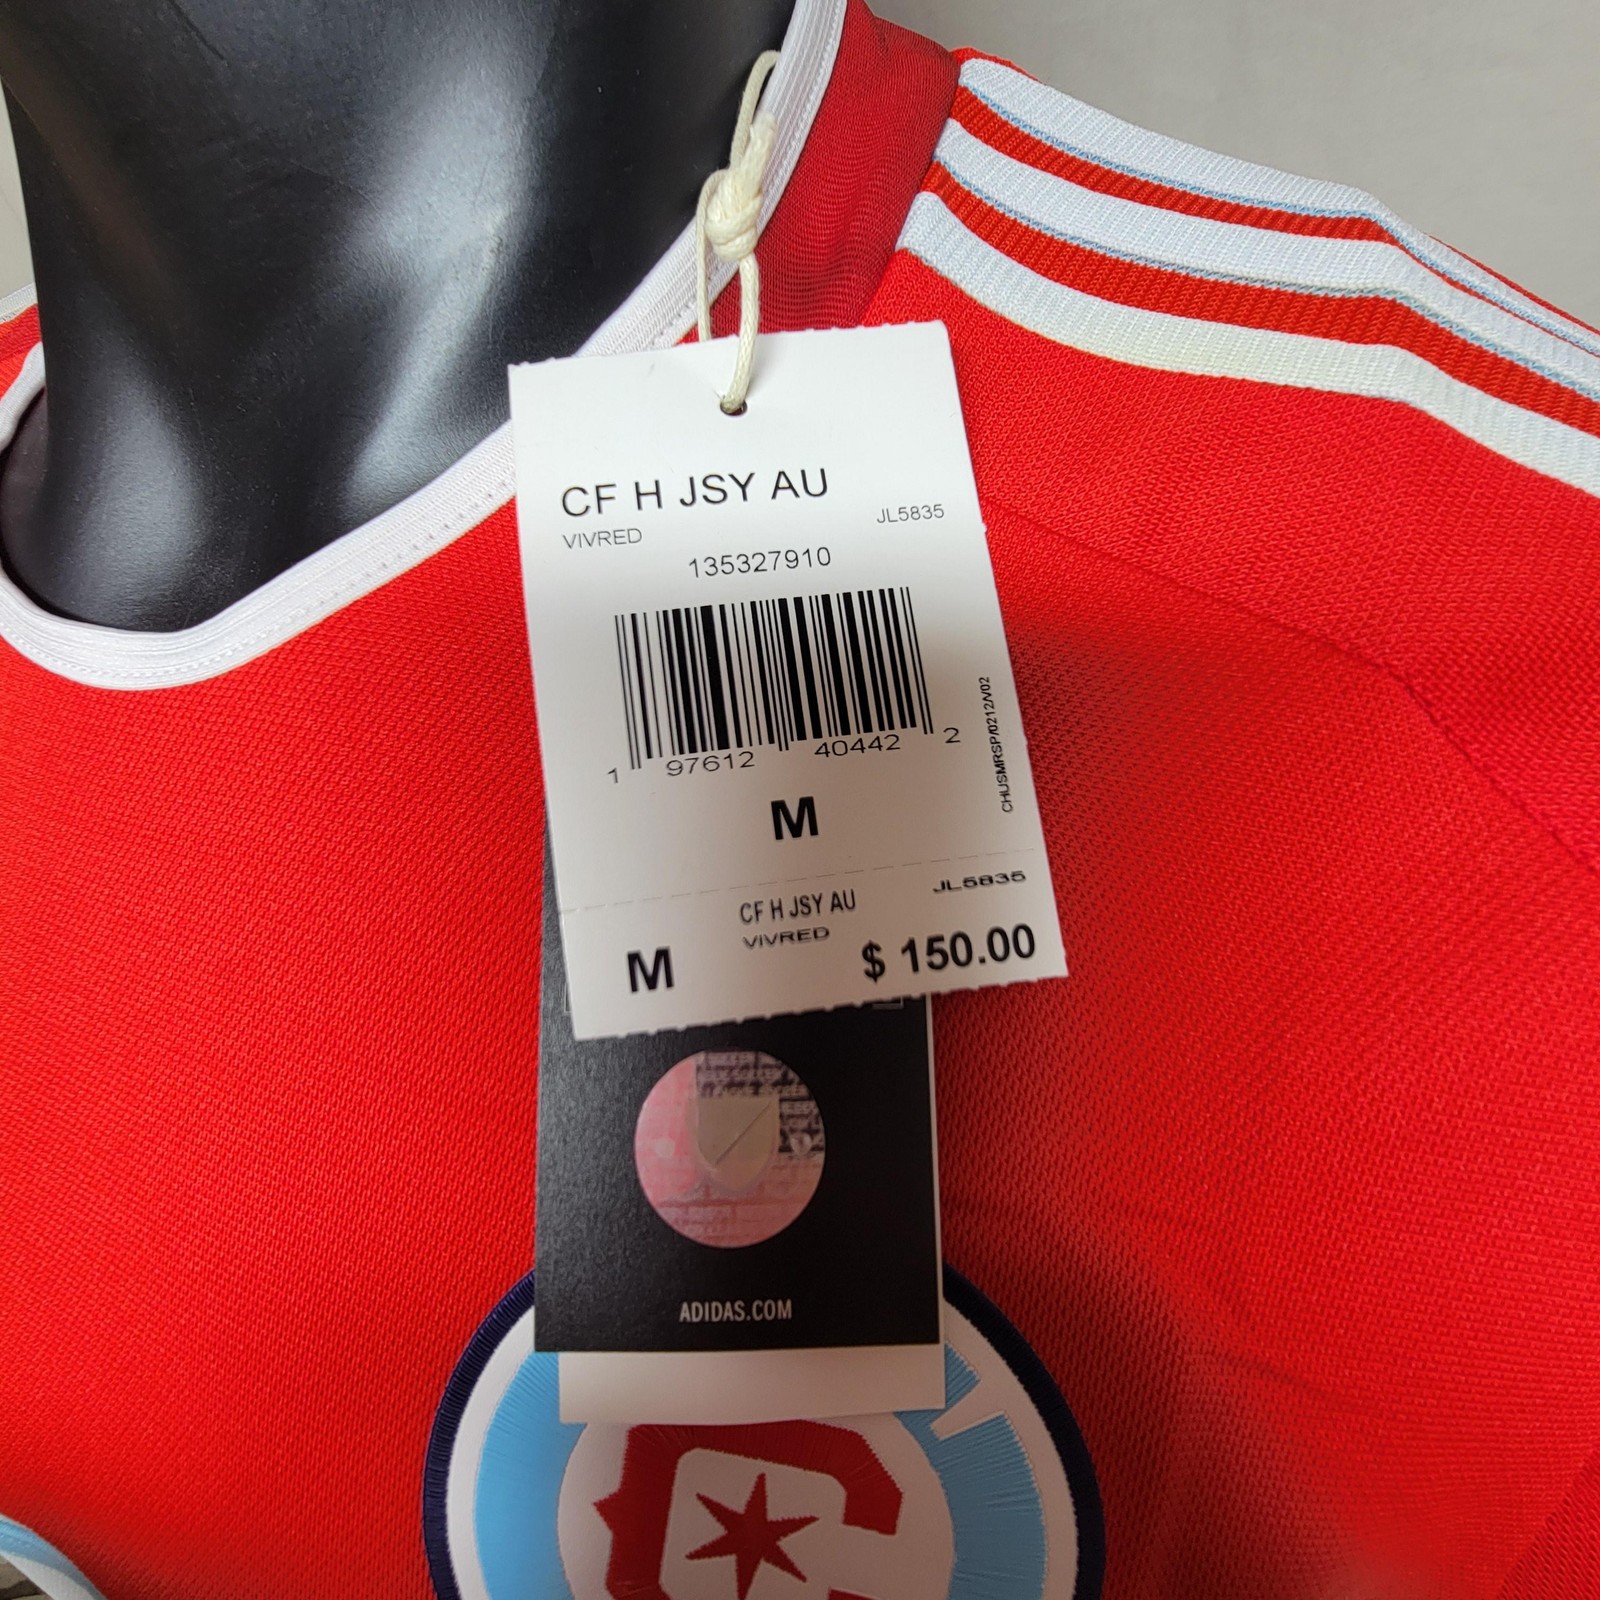 CF H JSY AU
VIVRED
JL5835
135327910
1 97612 40442 2
CHUSMRSP/0212/V02
M
CF H JSY AU
JL5835
VIVRED
M
$ 150.00
ADIDAS.COM